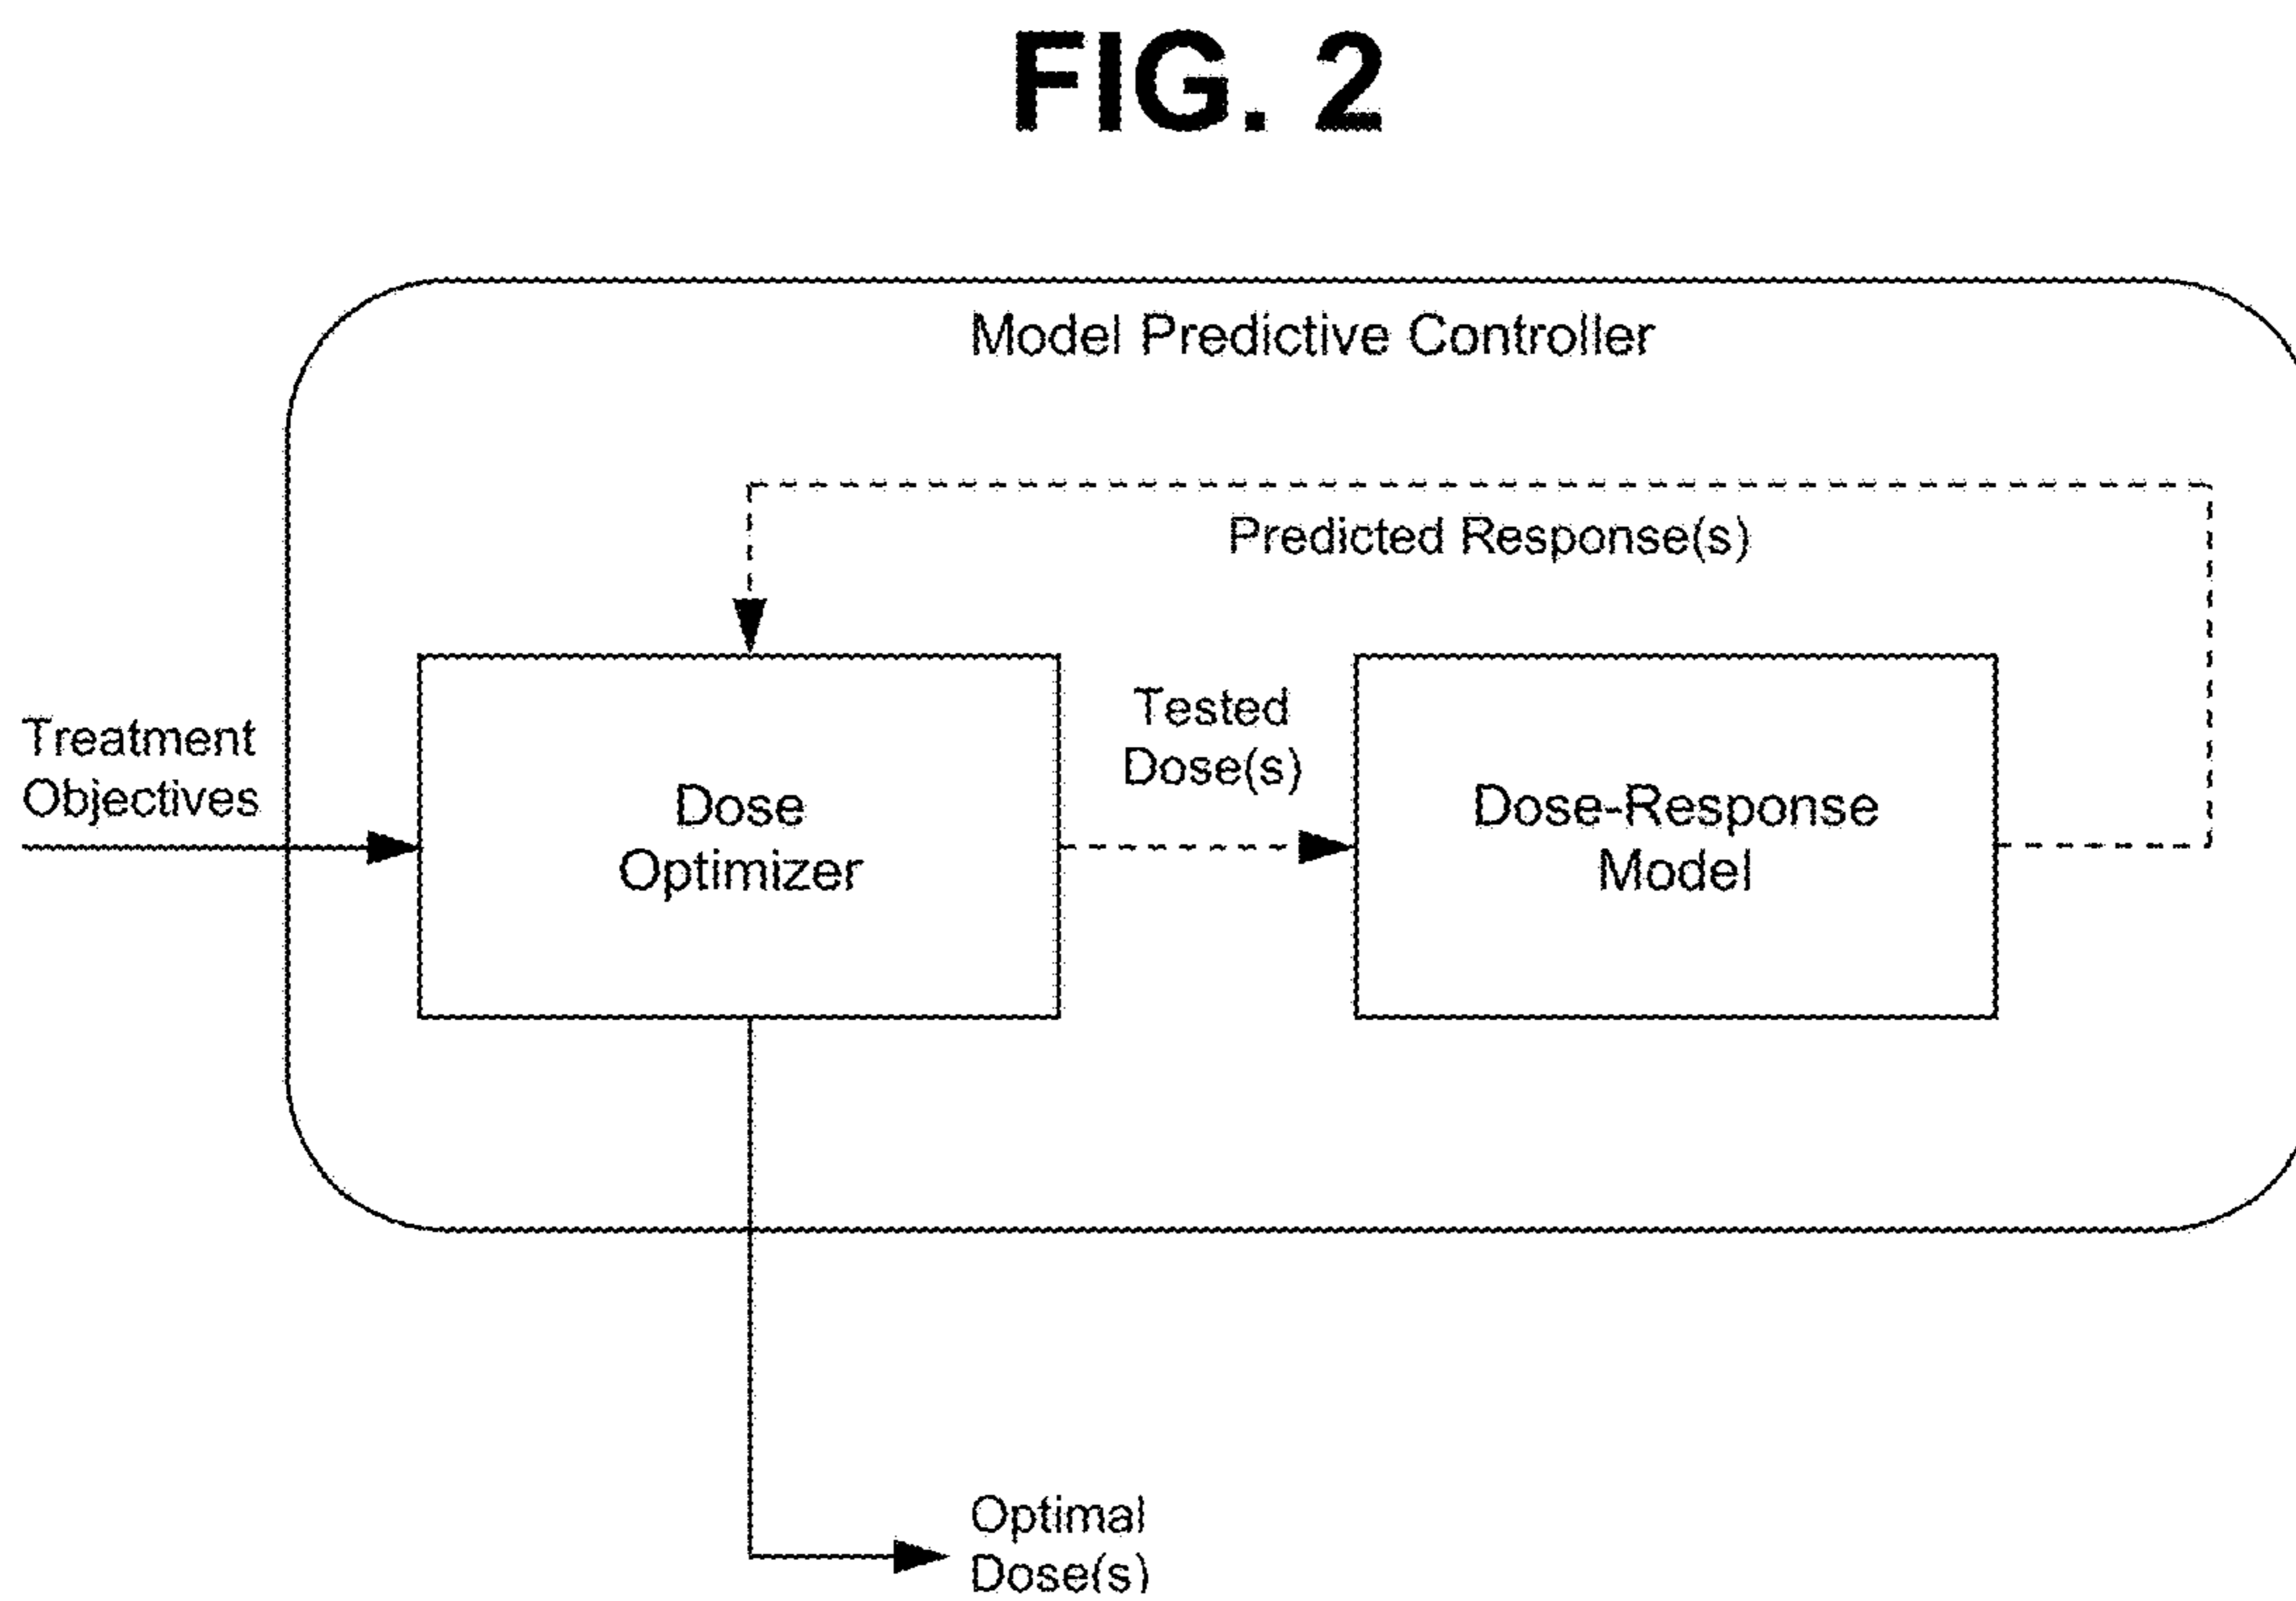 FIG. 2
Model Predictive Controller
Predicted Response(s)
Treatment
Objectives
Dose
Optimizer
Tested
Dose(s)
Dose-Response
Model
Optimal
Dose(s)